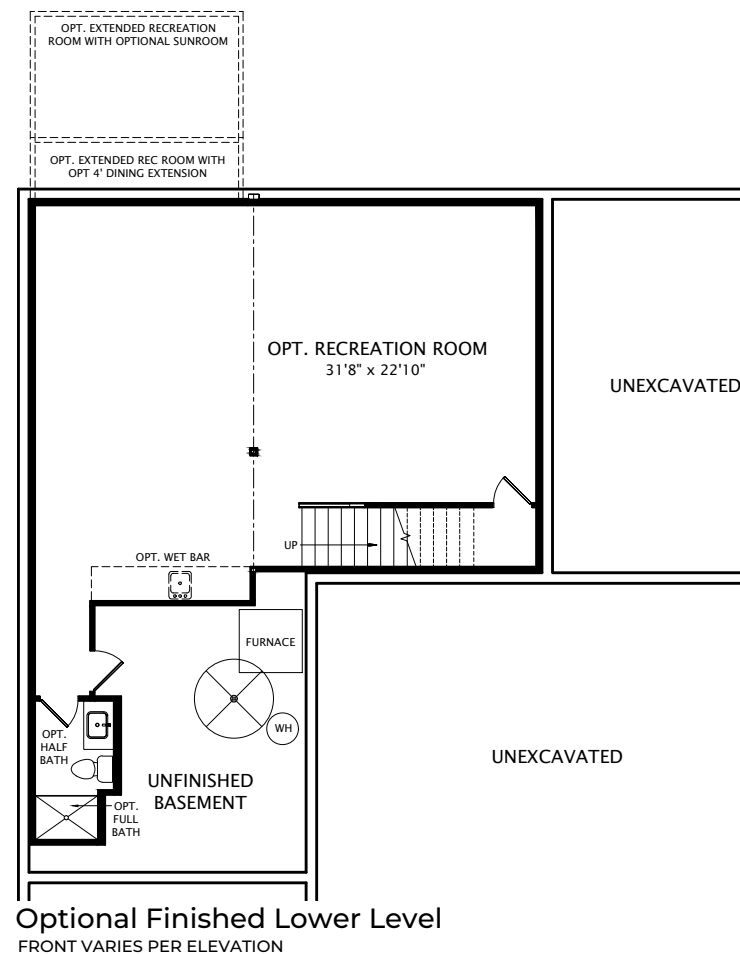 OPT. EXTENDED RECREATION
ROOM WITH OPTIONAL SUNROOM
OPT. EXTENDED REC ROOM WITH
OPT 4' DINING EXTENSION
OPT. RECREATION ROOM
31'8" x 22'10"
UNEXCAVATED
UP
OPT. WET BAR
FURNACE
WH
OPT.
HALF
BATH
UNFINISHED
BASEMENT
OPT.
FULL
BATH
UNEXCAVATED
Optional Finished Lower Level
FRONT VARIES PER ELEVATION